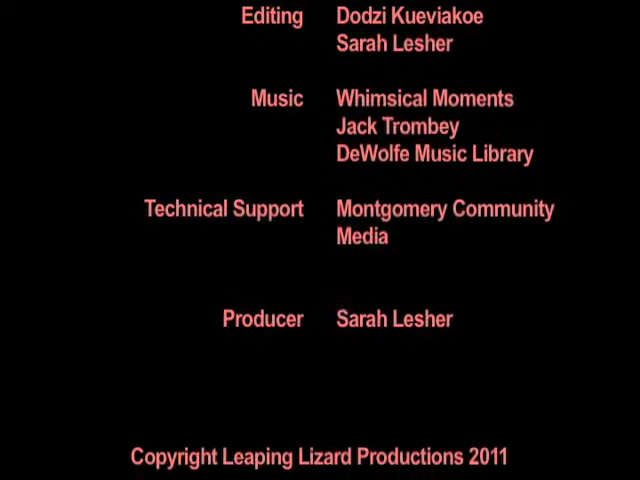 Editing Dodzi Kueviakoe
Sarah Lesher
Music Whimsical Moments
Jack Trombey
DeWolfe Music Library
Technical Support Montgomery Community
Media
Producer Sarah Lesher
Copyright Leaping Lizard Productions 2011